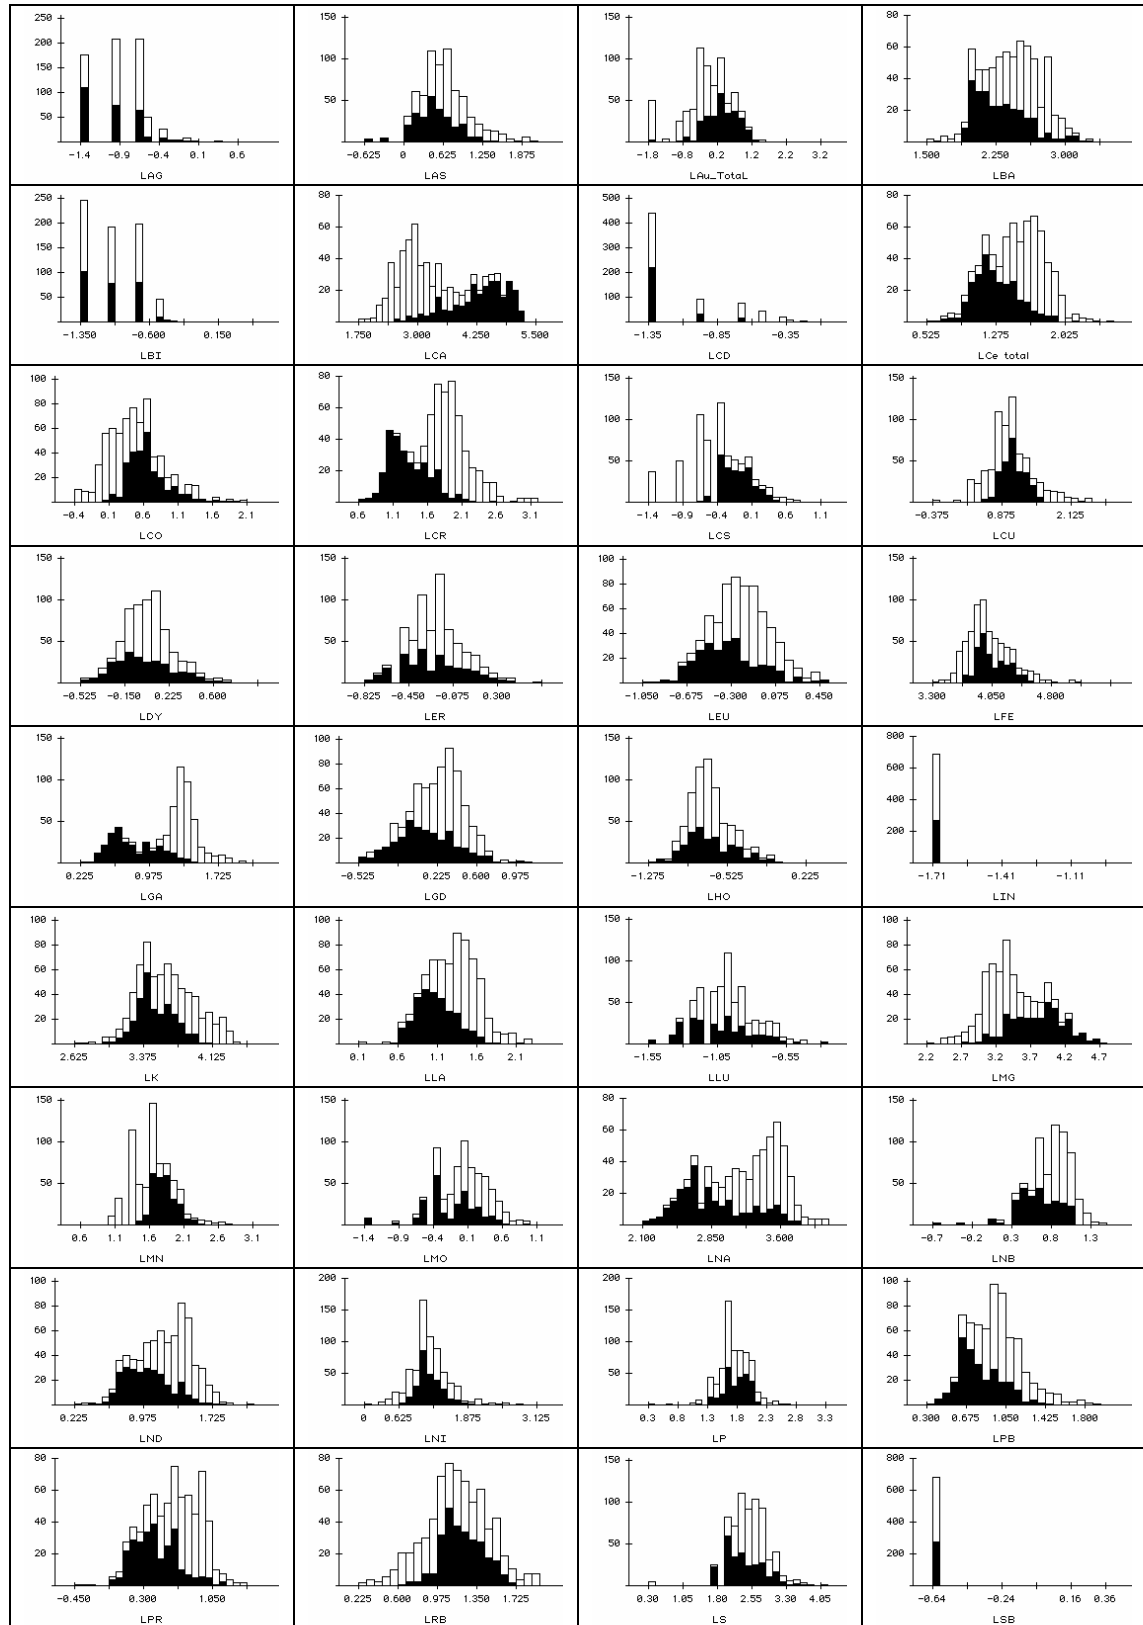 250
200
150
100
50
-1.4 -0.9 -0.4 0.1 0.6
LAG
150
100
50
-0.625 0 0.625 1.250 1.875
LAS
150
100
50
-1.8 -0.8 0.2 1.2 2.2 3.2
LAu_Total
80
60
40
20
1.500 2.250 3.000
LBA
250
200
150
100
50
-1.350 -0.600 0.150
LBI
80
60
40
20
1.750 3.000 4.250 5.500
LCA
500
400
300
200
100
-1.35 -0.85 -0.35
LCD
80
60
40
20
0.525 1.275 2.025
LCe total
100
80
60
40
20
-0.4 0.1 0.6 1.1 1.6 2.1
LCO
80
60
40
20
0.6 1.1 1.6 2.1 2.6 3.1
LCR
150
100
50
-1.4 -0.9 -0.4 0.1 0.6 1.1
LCS
150
100
50
-0.375 0.875 2.125
LCU
150
100
50
-0.525 -0.150 0.225 0.600
LDY
150
100
50
-0.825 -0.450 -0.075 0.300
LER
100
80
60
40
20
-1.050 -0.675 -0.300 0.075 0.450
LEU
150
100
50
3.300 4.050 4.800
LFE
150
100
50
0.225 0.975 1.725
LGA
100
80
60
40
20
-0.525 0.225 0.600 0.975
LGD
150
100
50
-1.275 -0.525 0.225
LHO
800
600
400
200
-1.71 -1.41 -1.11
LIN
100
80
60
40
20
2.625 3.375 4.125
LK
100
80
60
40
20
0.1 0.6 1.1 1.6 2.1
LLA
150
100
50
-1.55 -1.05 -0.55
LLU
100
80
60
40
20
2.2 2.7 3.2 3.7 4.2 4.7
LMG
150
100
50
0.6 1.1 1.6 2.1 2.6 3.1
LMN
150
100
50
-1.4 -0.9 -0.4 0.1 0.6 1.1
LMO
80
60
40
20
2.100 2.850 3.600
LNA
150
100
50
-0.7 -0.2 0.3 0.8 1.3
LNB
100
80
60
40
20
0.225 0.975 1.725
LND
200
150
100
50
0 0.625 1.875 3.125
LNI
200
150
100
50
0.3 0.8 1.3 1.8 2.3 2.8 3.3
LP
100
80
60
40
20
0.300 0.675 1.050 1.425 1.800
LPB
80
60
40
20
-0.450 0.300 1.050
LPR
80
60
40
20
0.225 0.600 0.975 1.350 1.725
LRB
150
100
50
0.30 1.05 1.80 2.55 3.30 4.05
LS
800
600
400
200
-0.64 -0.24 0.16 0.36
LSB